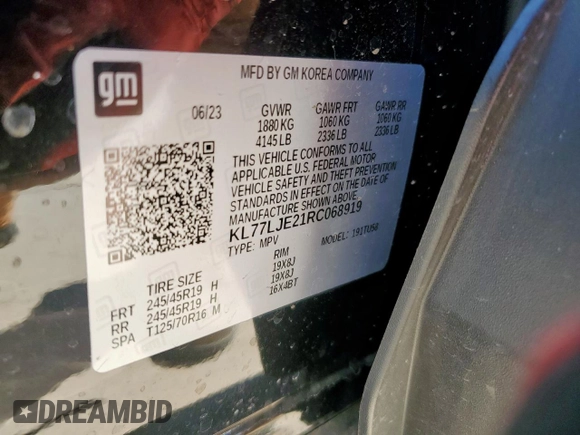 gm
MFD BY GM KOREA COMPANY
06/23 GVWR GAWR FRT GAWR RR
1880 KG 1060 KG 1060 KG
4145 LB 2336 LB 2336 LB
THIS VEHICLE CONFORMS TO ALL
APPLICABLE U.S. FEDERAL MOTOR
VEHICLE SAFETY AND THEFT PREVENTION
STANDARDS IN EFFECT ON THE DATE OF
MANUFACTURE SHOWN ABOVE.
KL77LJE21RC068919
TYPE: MPV MODEL: 191TU58
TIRE SIZE RIM
FRT 245/45R19 H 19X8J
RR 245/45R19 H 19X8J
SPA T125/70R16 M 16X4BT
DREAMBID